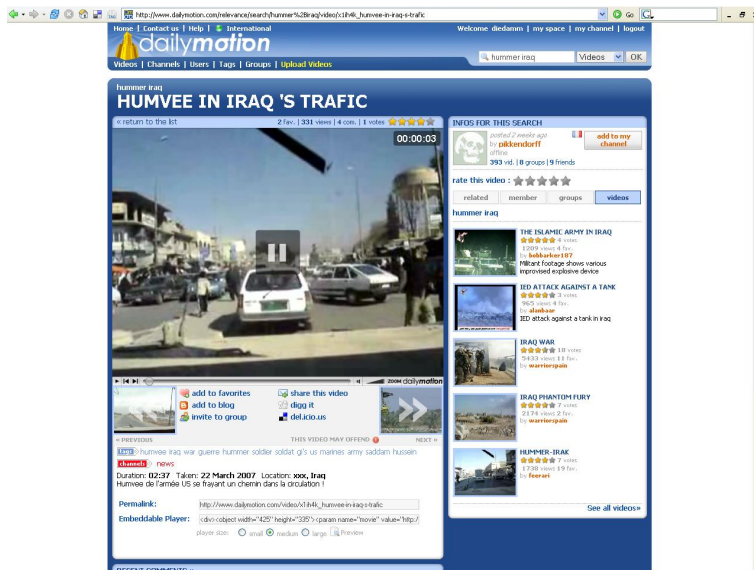 http://www.dailymotion.com/relevance/search/hummer%2Biraq/video/x1ih4k_humvee-in-iraq-s-trafic
Go
Home | Contact us | Help | International
Welcome diedamm | my space | my channel | logout
dailymotion
hummer iraq Videos OK
Videos | Channels | Users | Tags | Groups | Upload Videos
hummer iraq
HUMVEE IN IRAQ 'S TRAFIC
« return to the list
2 fav. | 331 views | 4 com. | 1 votes
00:00:03
ZOOM dailymotion
add to favorites
share this video
add to blog
digg it
invite to group
del.icio.us
« PREVIOUS
THIS VIDEO MAY OFFEND
NEXT »
tags humvee iraq war guerre hummer soldier soldat gi's us marines army saddam hussein
channels news
Duration: 02:37 Taken: 22 March 2007 Location: xxx, Iraq
Humvee de l'armée US se frayant un chemin dans la circulation !
Permalink: http://www.dailymotion.com/video/x1ih4k_humvee-in-iraq-s-trafic
Embeddable Player: <div><object width="425" height="335"><param name="movie" value="http:/
player size: small medium large Preview
RECENT COMMENTS »
INFOS FOR THIS SEARCH
posted 2 weeks ago
by pikkendorff
offline
393 vid. | 8 groups | 9 friends
add to my
channel
rate this video :
related member groups videos
hummer iraq
THE ISLAMIC ARMY IN IRAQ
4 votes
1209 views 4 fav.
by bobbarker187
Militant footage shows various
improvised explosive device
IED ATTACK AGAINST A TANK
3 votes
965 views 4 fav.
by alanbaar
IED attack against a tank in iraq
IRAQ WAR
18 votes
5433 views 11 fav.
by warrierspain
IRAQ PHANTOM FURY
7 votes
2174 views 2 fav.
by warrierspain
HUMMER-IRAK
7 votes
1738 views 19 fav.
by feerari
See all videos»